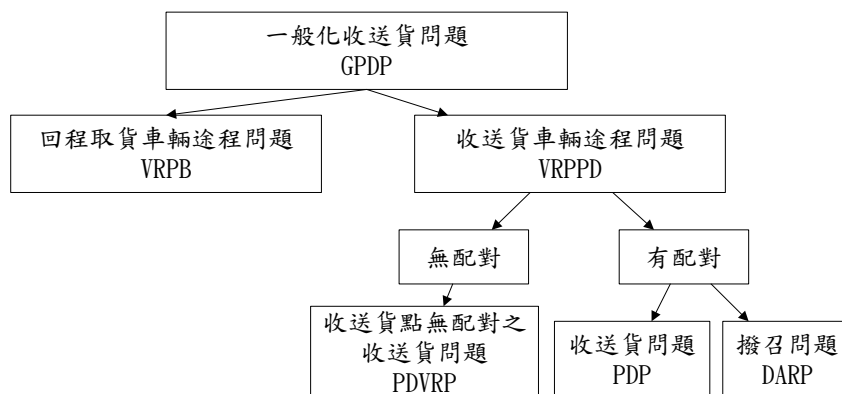 一般化收送貨問題
GPDP
回程取貨車輛途程問題
VRPB
收送貨車輛途程問題
VRPPD
無配對
有配對
收送貨點無配對之
收送貨問題
PDVRP
收送貨問題
PDP
撥召問題
DARP